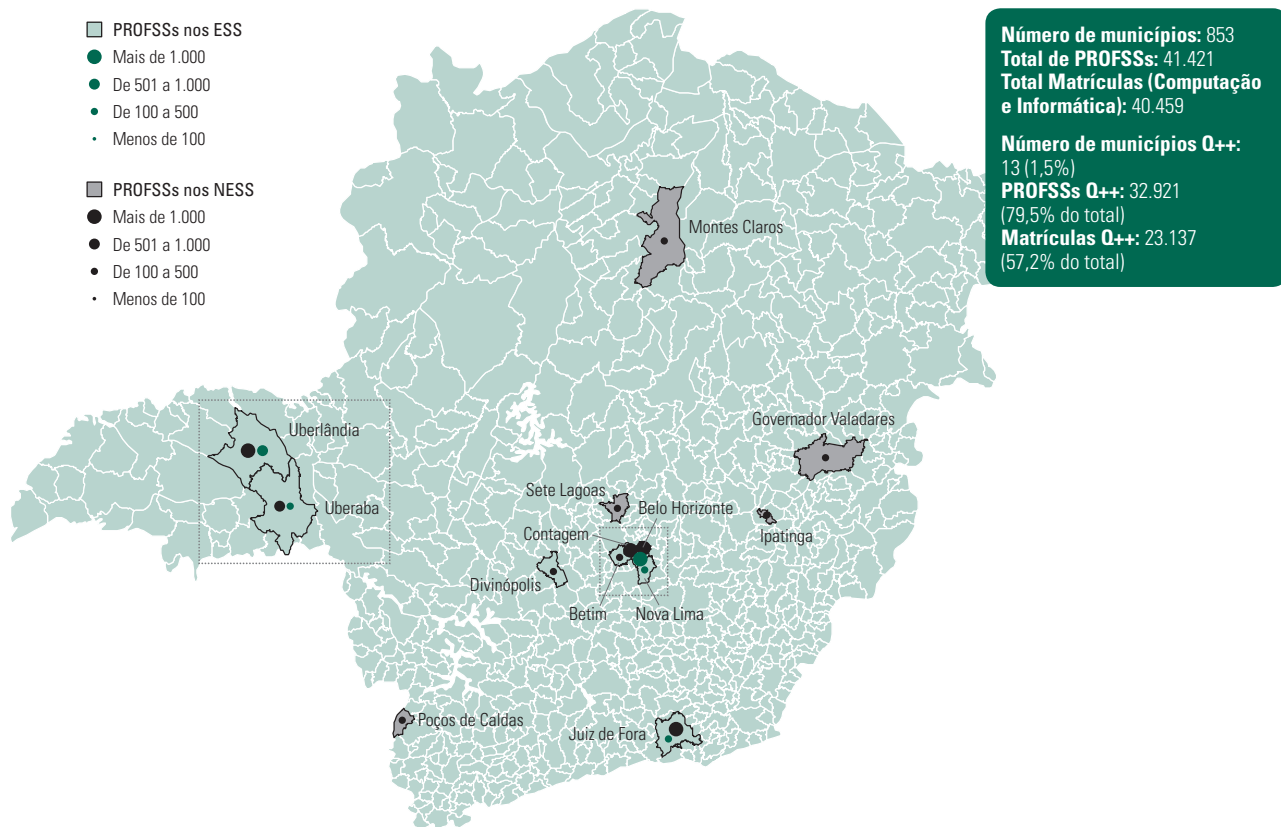 PROFSSs nos ESS
Mais de 1.000
De 501 a 1.000
De 100 a 500
Menos de 100
PROFSSs nos NESS
Mais de 1.000
De 501 a 1.000
De 100 a 500
Menos de 100
Número de municípios: 853
Total de PROFSSs: 41.421
Total Matrículas (Computação
e Informática): 40.459
Número de municípios Q++:
13 (1,5%)
PROFSSs Q++: 32.921
(79,5% do total)
Matrículas Q++: 23.137
(57,2% do total)
Montes Claros
Governador Valadares
Uberlândia
Uberaba
Sete Lagoas
Belo Horizonte
Contagem
Ipatinga
Divinópolis
Betim
Nova Lima
Poços de Caldas
Juiz de Fora